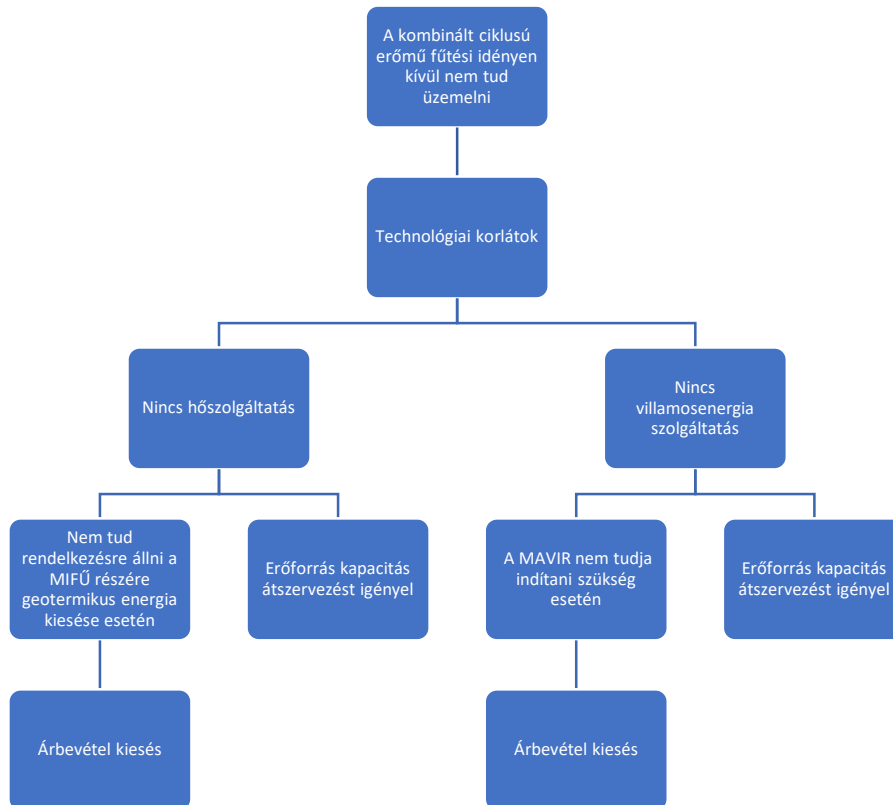 A kombinált ciklusú
erőmű fűtési idényen
kívül nem tud
üzemelni
Technológiai korlátok
Nincs hőszolgáltatás
Nincs
villamosenergia
szolgáltatás
Nem tud
rendelkezésre állni a
MIFŰ részére
geotermikus energia
kiesése esetén
Erőforrás kapacitás
átszervezést igényel
A MAVIR nem tudja
indítani szükség
esetén
Erőforrás kapacitás
átszervezést igényel
Árbevétel kiesés
Árbevétel kiesés